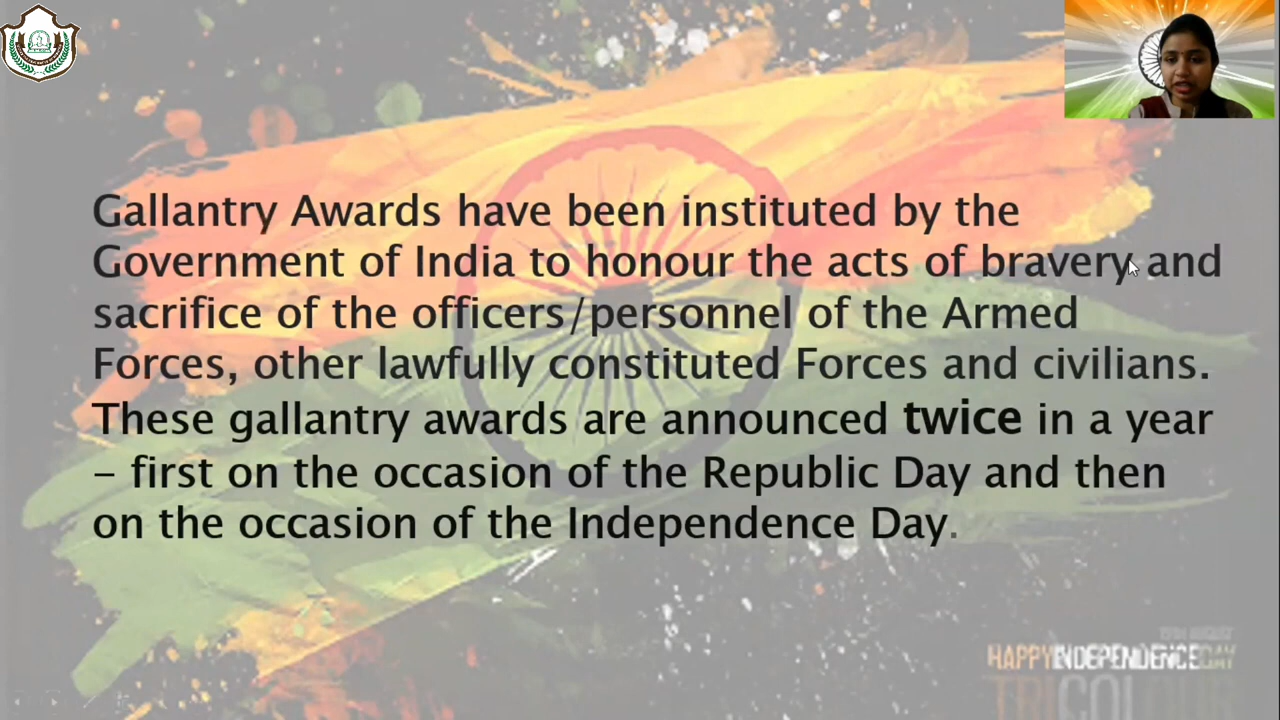 Gallantry Awards have been instituted by the
Government of India to honour the acts of bravery and
sacrifice of the officers/personnel of the Armed
Forces, other lawfully constituted Forces and civilians.
These gallantry awards are announced twice in a year
– first on the occasion of the Republic Day and then
on the occasion of the Independence Day.
HAPPY INDEPENDENCE DAY
TRICOLOUR